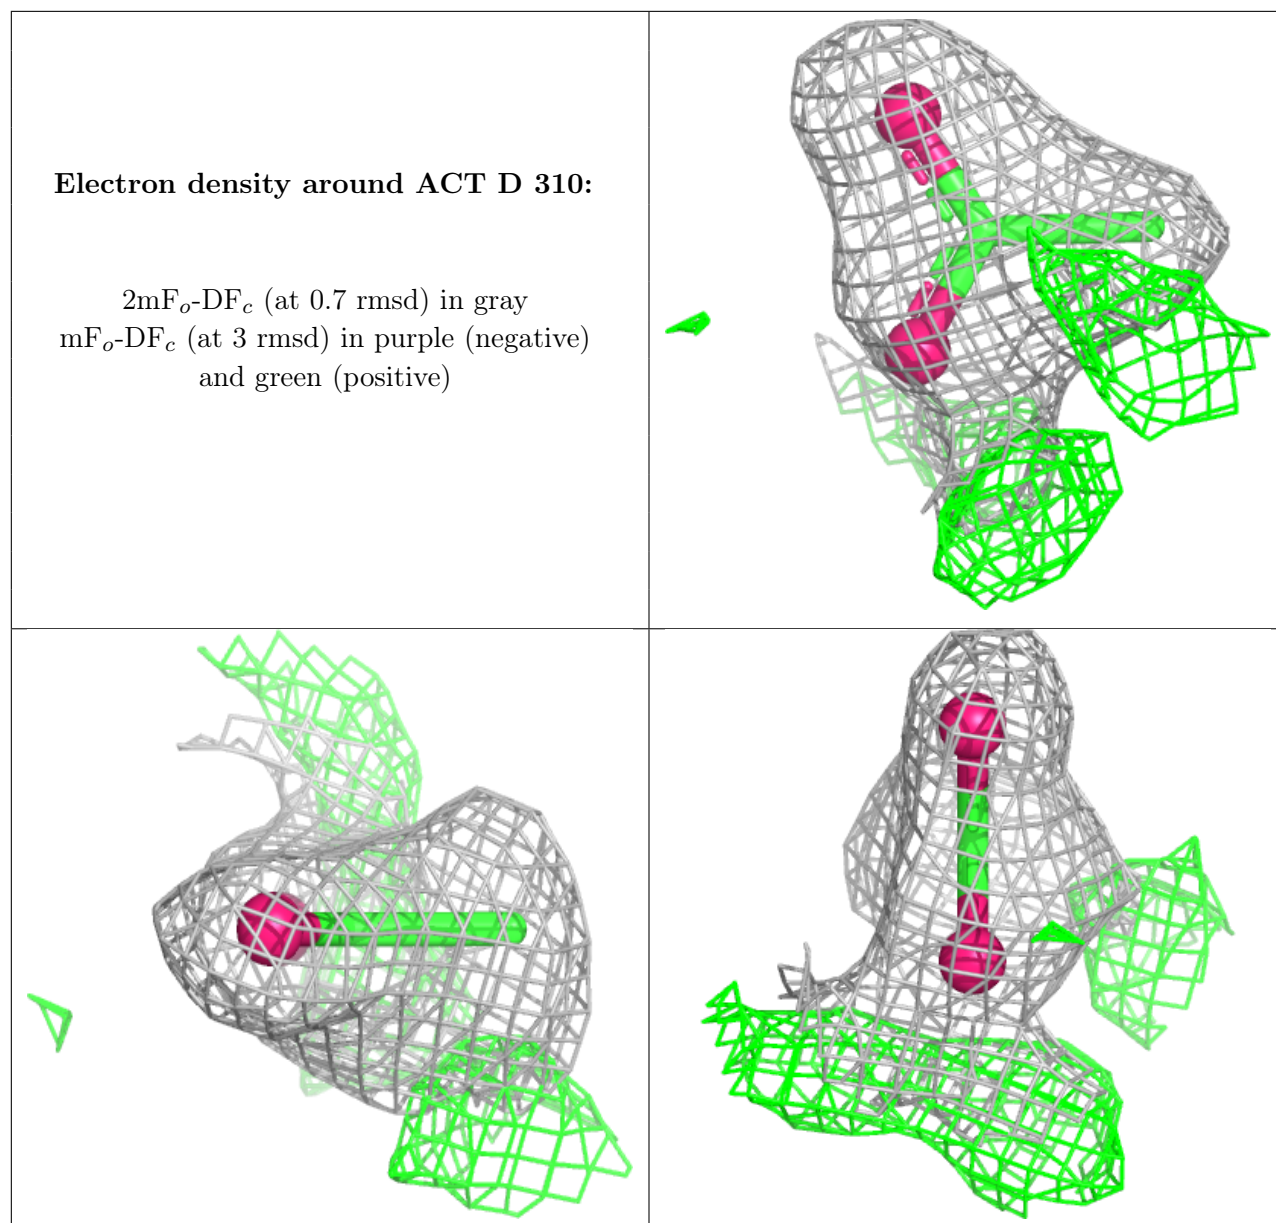 Electron density around ACT D 310:
2mFo-DFc (at 0.7 rmsd) in gray
mFo-DFc (at 3 rmsd) in purple (negative)
and green (positive)